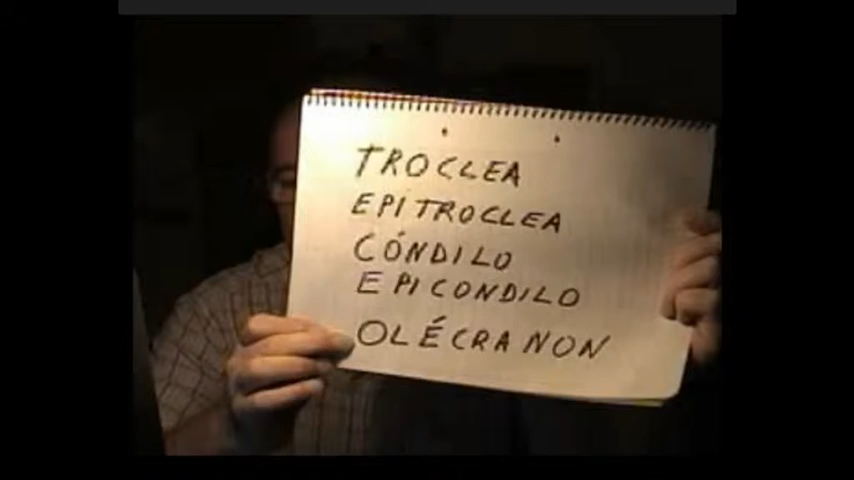 TROCLEA
EPITROCLEA
CÓNDILO
EPICONDILO
OLÉCRANON